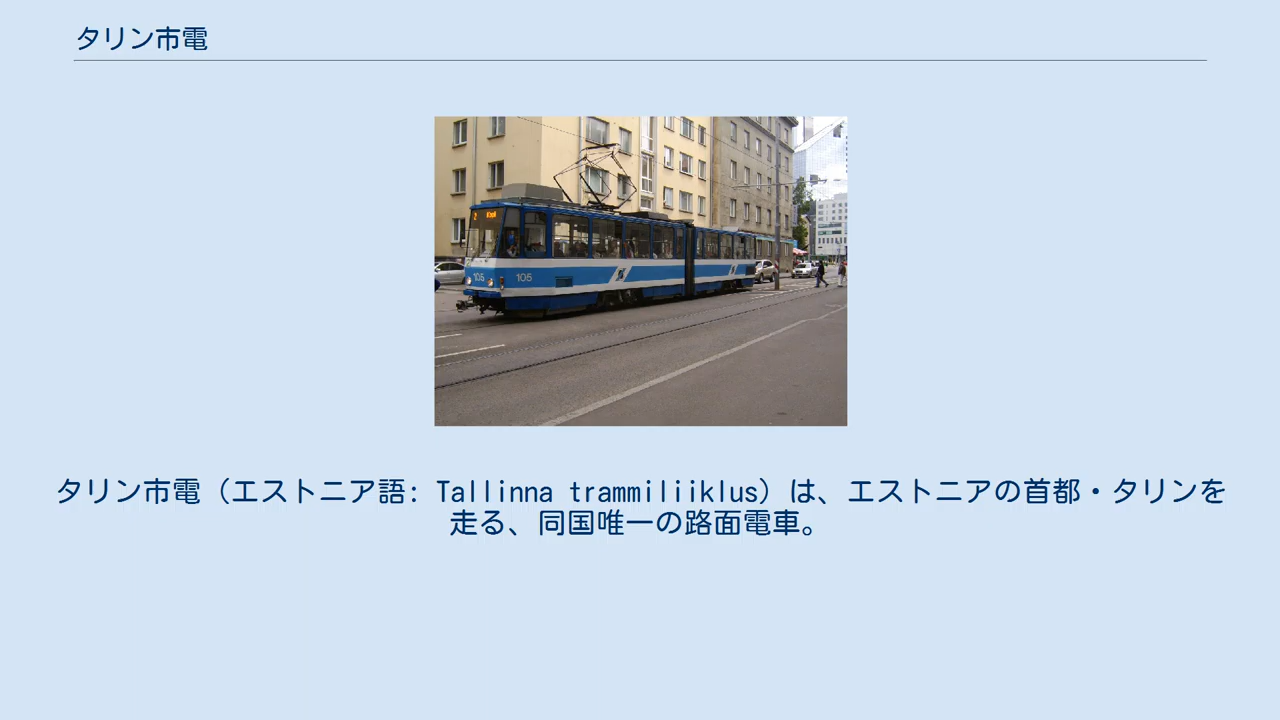 タリン市電
105
105
タリン市電（エストニア語: Tallinna trammiliiklus）は、エストニアの首都・タリンを
走る、同国唯一の路面電車。